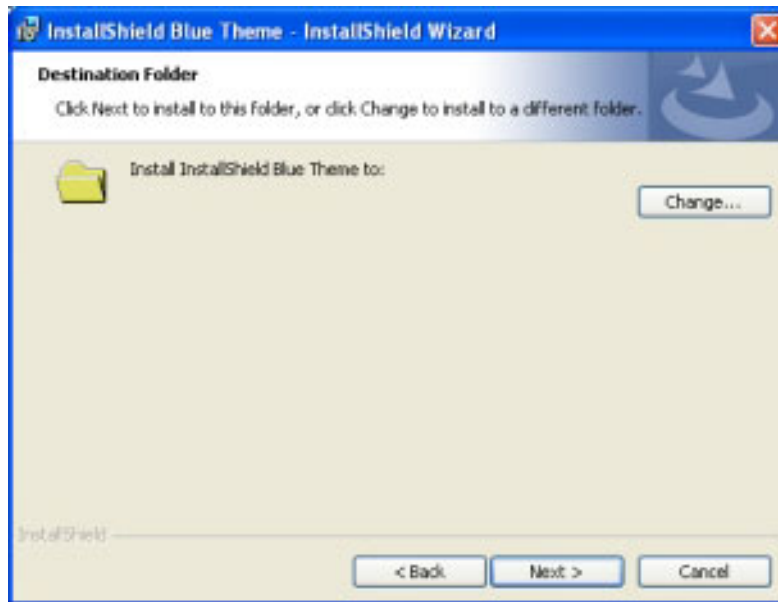 InstallShield Blue Theme - InstallShield Wizard
Destination Folder
Click Next to install to this folder, or click Change to install to a different folder.
Install InstallShield Blue Theme to:
Change...
InstallShield
< Back
Next >
Cancel